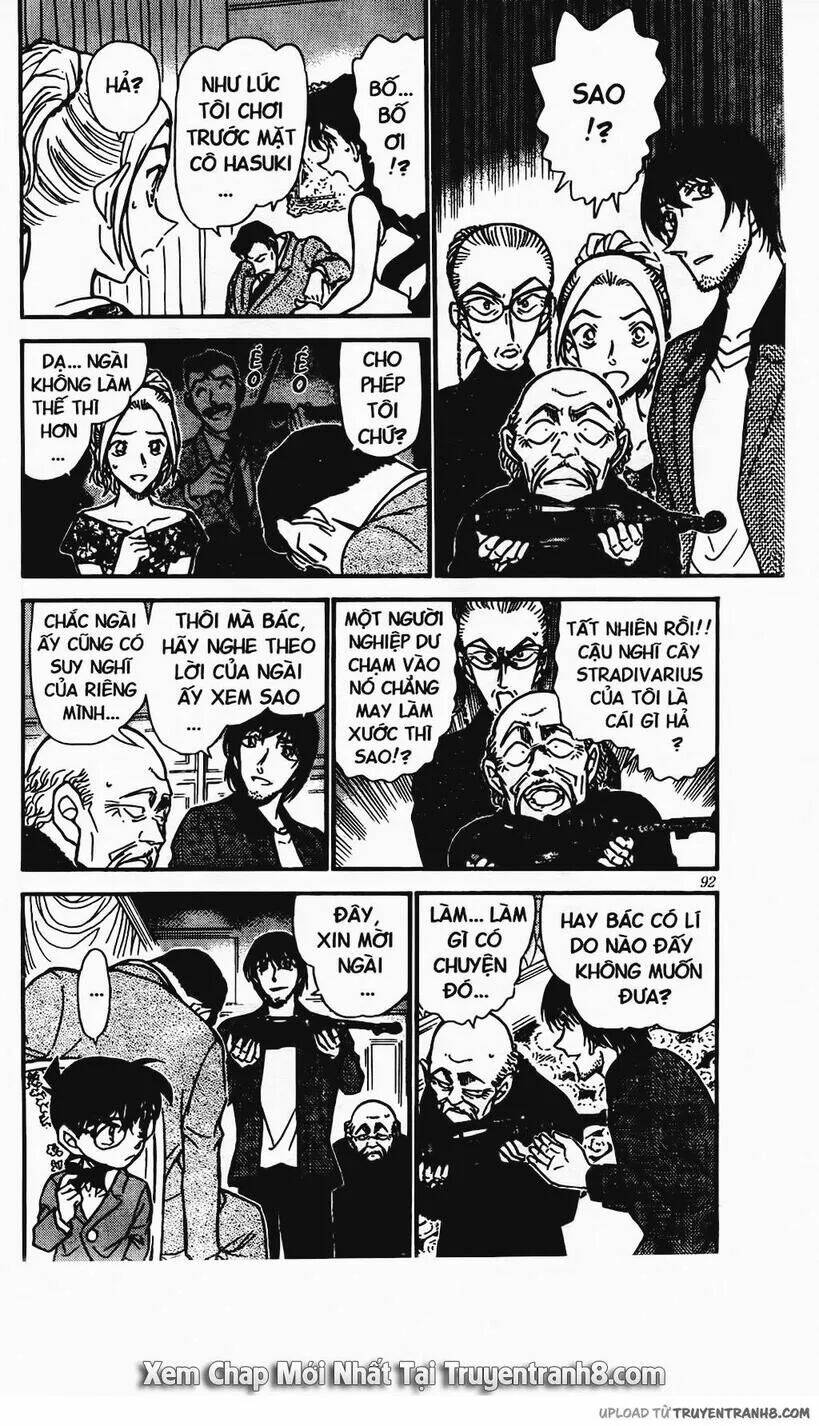 SAO
!?
BỐ...
BỐ
ƠI
!?
NHƯ LÚC
TÔI CHƠI
TRƯỚC MẶT
CÔ HASUKI
...
HẢ?
CHO
PHÉP
TÔI
CHỨ?
ÉO
ÉO
DẠ... NGÀI
KHÔNG LÀM
THẾ THÌ
HƠN
...
TẤT NHIÊN RỒI!!
CẬU NGHĨ CÂY
STRADIVARIUS
CỦA TÔI LÀ
CÁI GÌ HẢ
?
MỘT NGƯỜI
NGHIỆP DƯ
CHẠM VÀO
NÓ CHẲNG
MAY LÀM
XƯỚC THÌ
SAO!?
THÔI MÀ BÁC,
HÃY NGHE THEO
LỜI CỦA NGÀI
ẤY XEM SAO
...
CHẮC NGÀI
ẤY CŨNG CÓ
SUY NGHĨ
CỦA RIÊNG
MÌNH...
92
HAY BÁC CÓ LÍ
DO NÀO ĐẤY
KHÔNG MUỐN
ĐƯA?
LÀM... LÀM
GÌ CÓ
CHUYỆN
ĐÓ...
ĐÂY,
XIN MỜI
NGÀI
...
...
Xem Chap Mới Nhất Tại Truyentranh8.com
UPLOAD TỪ TRUYENTRANH8.COM